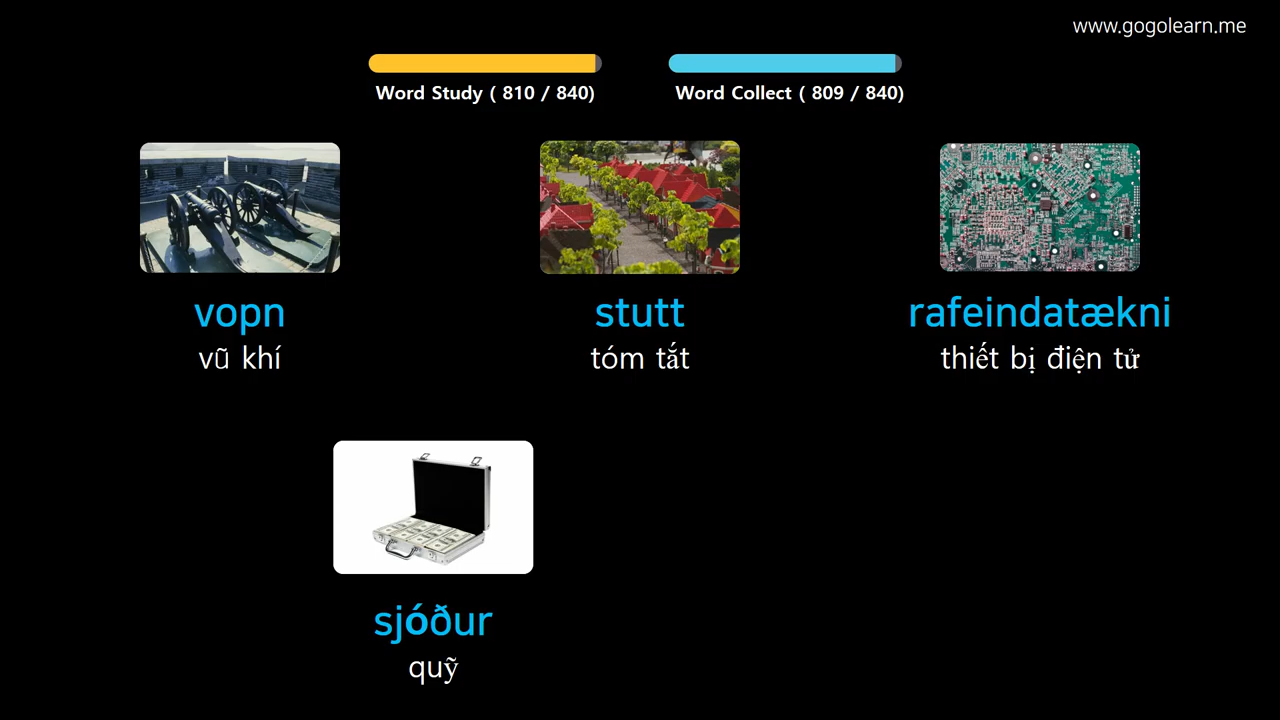 www.gogolearn.me
Word Study ( 810 / 840)
Word Collect ( 809 / 840)
vopn
vũ khí
stutt
tóm tắt
rafeindatækni
thiết bị điện tử
sjóður
quỹ